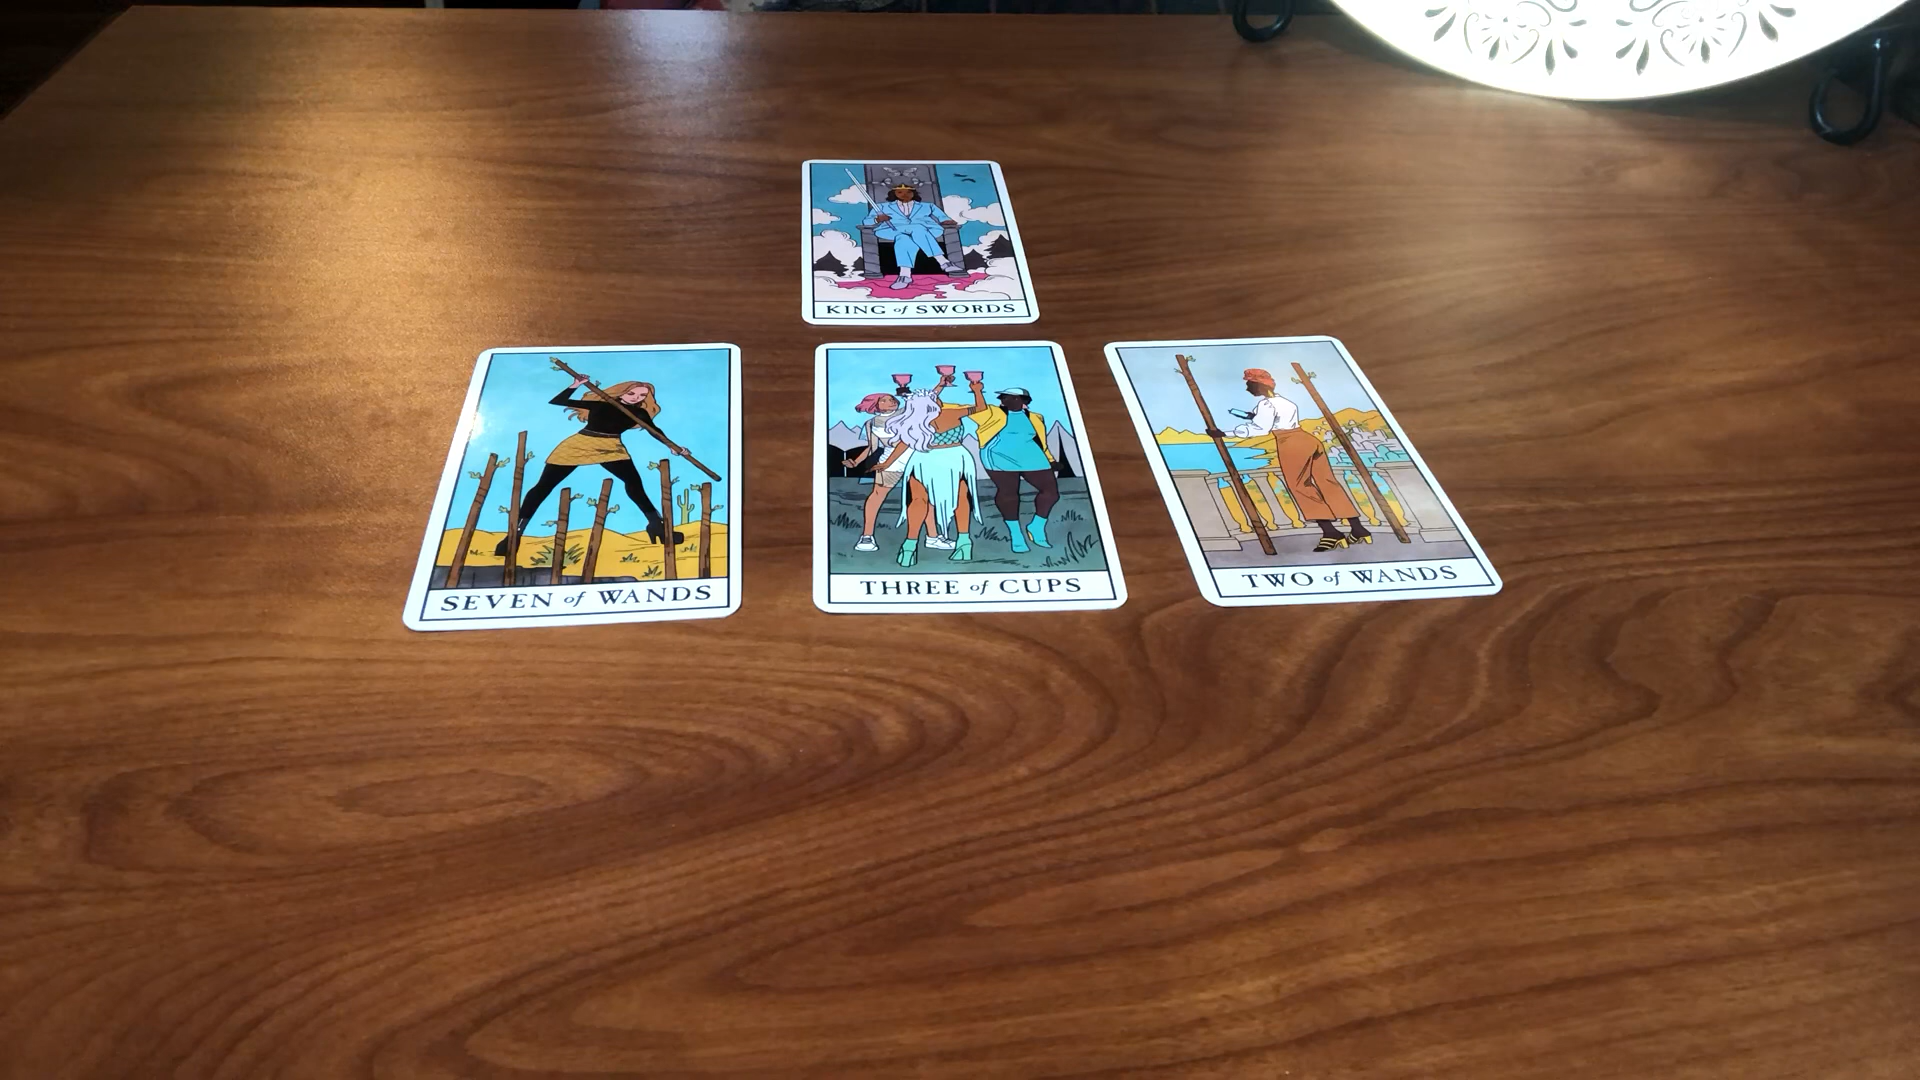 KING of SWORDS
SEVEN of WANDS
THREE of CUPS
TWO of WANDS